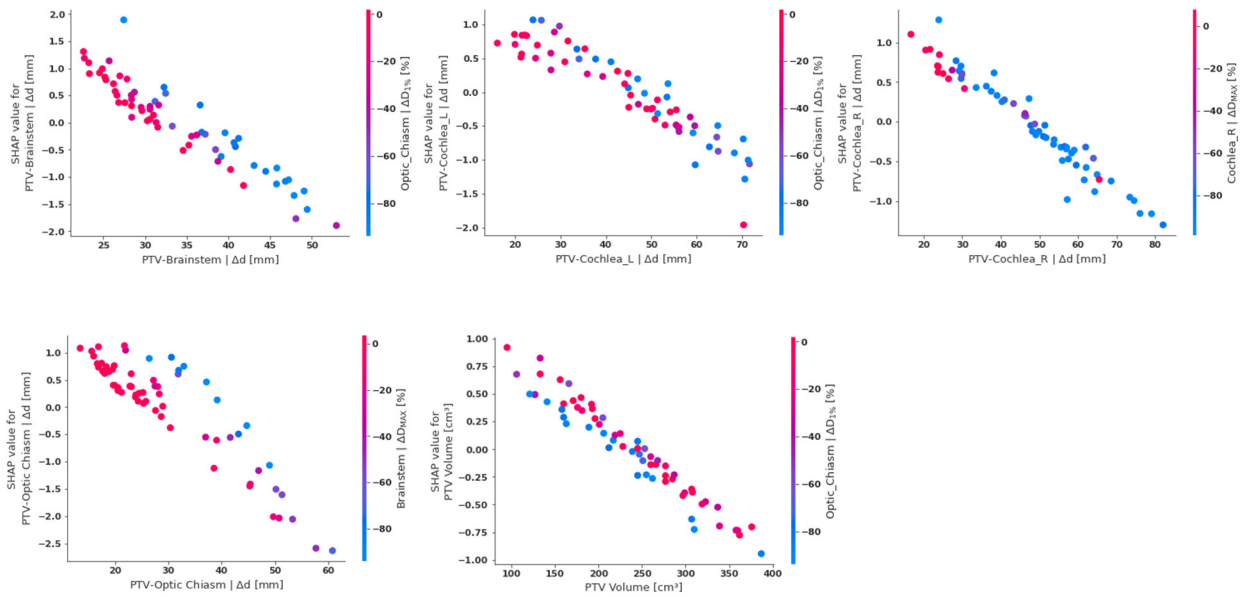 SHAP value for
PTV-Brainstem | Δd [mm]
2.0
1.5
1.0
0.5
0.0
−0.5
−1.0
−1.5
−2.0
25 30 35 40 45 50
PTV-Brainstem | Δd [mm]
0
−20
−40
−60
−80
Optic_Chiasm | ΔD1% [%]
SHAP value for
PTV-Cochlea_L | Δd [mm]
1.0
0.5
0.0
−0.5
−1.0
−1.5
−2.0
20 30 40 50 60 70
PTV-Cochlea_L | Δd [mm]
0
−20
−40
−60
−80
Optic_Chiasm | ΔD1% [%]
SHAP value for
PTV-Cochlea_R | Δd [mm]
1.0
0.5
0.0
−0.5
−1.0
20 30 40 50 60 70 80
PTV-Cochlea_R | Δd [mm]
0
−20
−40
−60
−80
Cochlea_R | ΔDMAX [%]
SHAP value for
PTV-Optic Chiasm | Δd [mm]
1.0
0.5
0.0
−0.5
−1.0
−1.5
−2.0
−2.5
20 30 40 50 60
PTV-Optic Chiasm | Δd [mm]
0
−20
−40
−60
−80
Brainstem | ΔDMAX [%]
SHAP value for
PTV Volume [cm³]
1.00
0.75
0.50
0.25
0.00
−0.25
−0.50
−0.75
−1.00
100 150 200 250 300 350 400
PTV Volume [cm³]
0
−20
−40
−60
−80
Optic_Chiasm | ΔD1% [%]